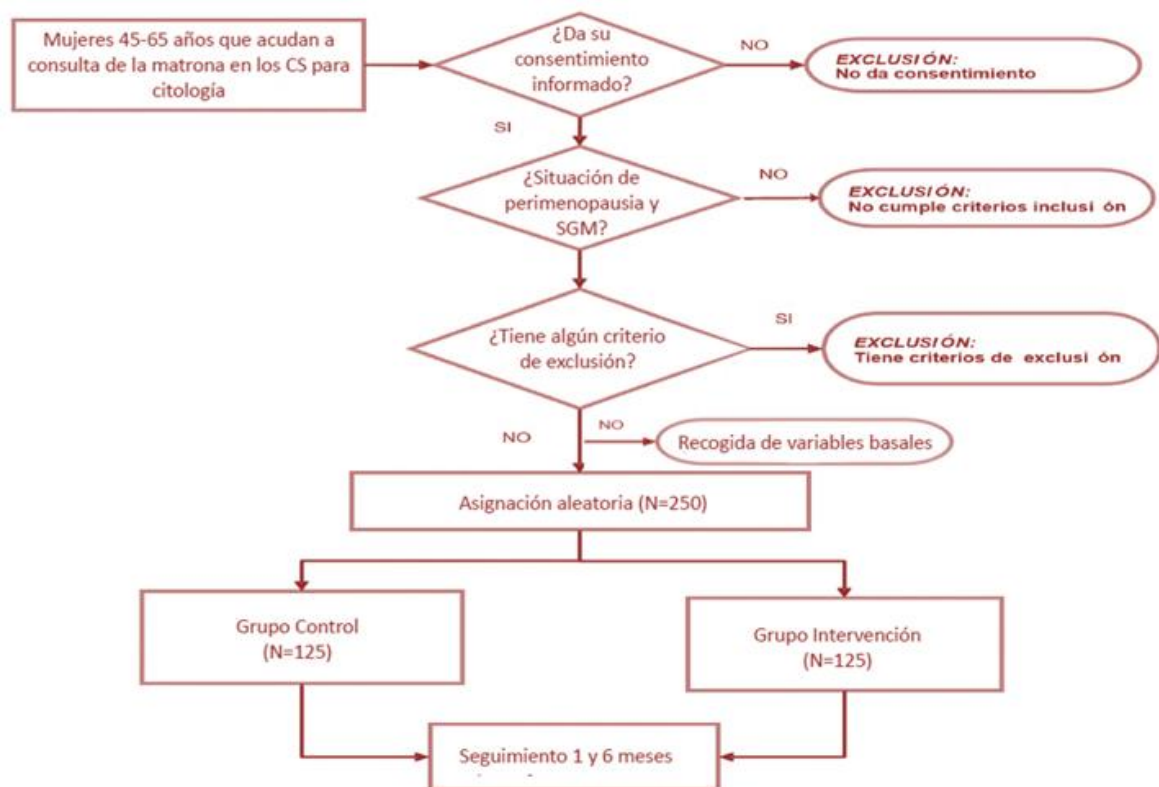 Mujeres 45-65 años que acudan a
consulta de la matrona en los CS para
citología
¿Da su
consentimiento
informado?
NO
EXCLUSIÓN:
No da consentimiento
SI
¿Situación de
perimenopausia y
SGM?
NO
EXCLUSIÓN:
No cumple criterios inclusi ón
¿Tiene algún criterio
de exclusión?
SI
EXCLUSIÓN:
Tiene criterios de exclusi ón
NO
NO
Recogida de variables basales
Asignación aleatoria (N=250)
Grupo Control
(N=125)
Grupo Intervención
(N=125)
Seguimiento 1 y 6 meses